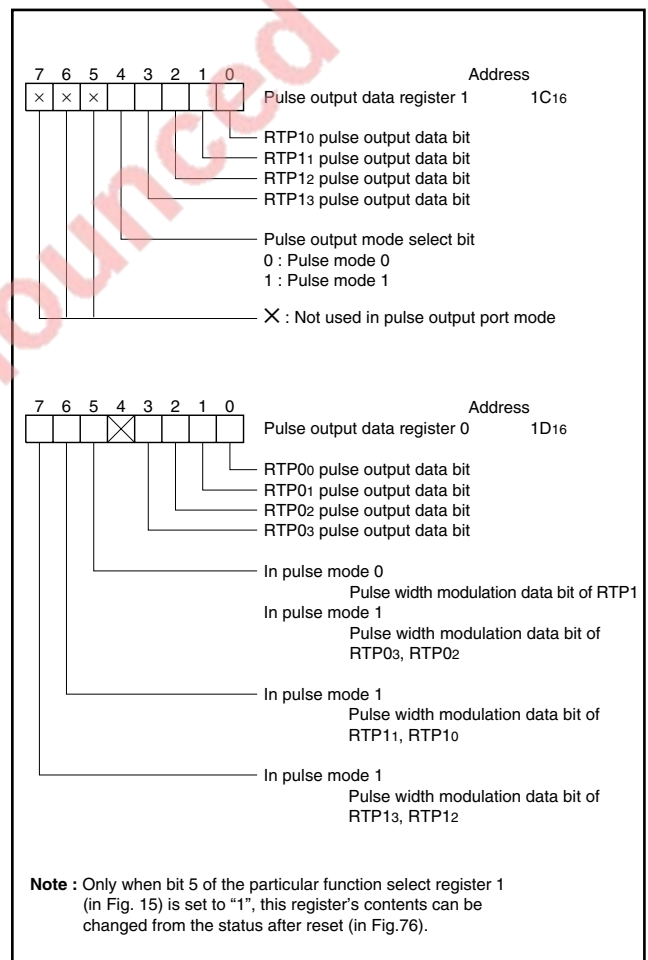 7 6 5 4 3 2 1 0 Address
× × × Pulse output data register 1 1C16
RTP10 pulse output data bit
RTP11 pulse output data bit
RTP12 pulse output data bit
RTP13 pulse output data bit
Pulse output mode select bit
0 : Pulse mode 0
1 : Pulse mode 1
× : Not used in pulse output port mode
7 6 5 4 3 2 1 0 Address
Pulse output data register 0 1D16
RTP00 pulse output data bit
RTP01 pulse output data bit
RTP02 pulse output data bit
RTP03 pulse output data bit
In pulse mode 0
Pulse width modulation data bit of RTP1
In pulse mode 1
Pulse width modulation data bit of
RTP03, RTP02
In pulse mode 1
Pulse width modulation data bit of
RTP11, RTP10
In pulse mode 1
Pulse width modulation data bit of
RTP13, RTP12
Note : Only when bit 5 of the particular function select register 1
(in Fig. 15) is set to “1”, this register’s contents can be
changed from the status after reset (in Fig.76).
ounced